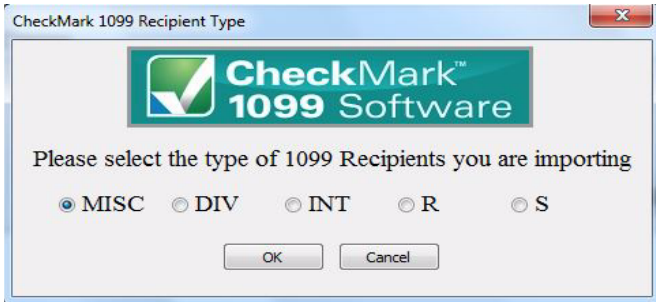 CheckMark 1099 Recipient Type
CheckMark™
1099 Software
Please select the type of 1099 Recipients you are importing
MISC DIV INT R S
OK Cancel